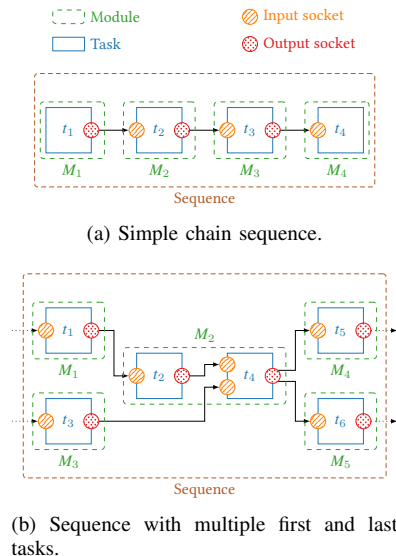 Module
Input socket
Task
Output socket
t1 t2 t3 t4
M1 M2 M3 M4
Sequence
(a) Simple chain sequence.
t1 t5
M2
M1 M4
t2 t4
t3 t6
M3 M5
Sequence
(b) Sequence with multiple first and last
tasks.